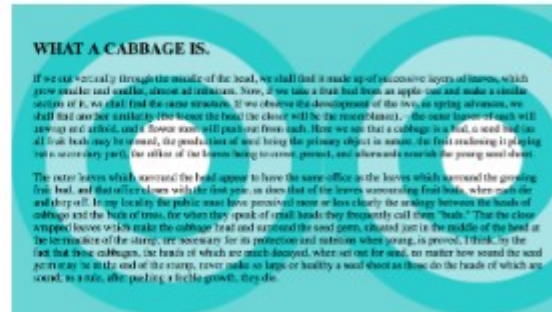 WHAT A CABBAGE IS.
If we cut vertically through the middle of the head, we shall find it made up of successive layers of leaves, which
grow smaller and smaller, almost ad infinitum. Now, if we take a fruit bud from an apple-tree and make a similar
section of it, we shall find the same structure. If we observe the development of the two, as spring advances, we
shall find another similarity (the looser the head the closer will be the resemblance),—the outer leaves of each will
unwrap and unfold, and a flower stem will push out from each. Here we see that a cabbage is a bud, a seed bud (as
all fruit buds may be termed, the production of seed being the primary object in nature, the fruit enclosing it playing
but a secondary part), the office of the leaves being to cover, protect, and afterwards nourish the young seed shoot.
The outer leaves which surround the head appear to have the same office as the leaves which surround the growing
fruit bud, and that office closes with the first year, as does that of the leaves surrounding fruit buds, when each die
and drop off. In my locality the public must have perceived more or less clearly the analogy between the heads of
cabbage and the buds of trees, for when they speak of small heads they frequently call them "buds." That the close
wrapped leaves which make the cabbage head and surround the seed germ, situated just in the middle of the head at
the termination of the stump, are necessary for its protection and nutrition when young, is proved, I think, by the
fact that those cabbages, the heads of which are much decayed, when set out for seed, no matter how sound the seed
germ may be at the end of the stump, never make so large or healthy a seed shoot as those do the heads of which are
sound; as a rule, after pushing a feeble growth, they die.